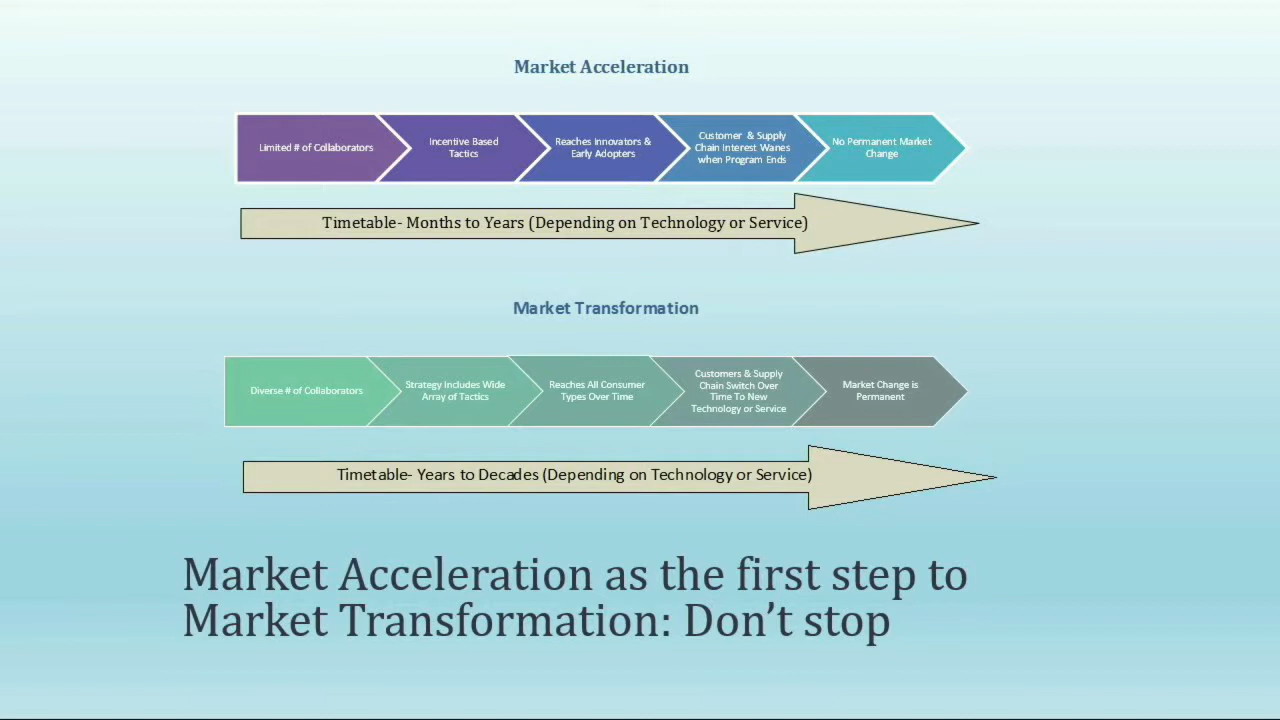 Market Acceleration
Limited # of Collaborators
Incentive Based
Tactics
Reaches Innovators &
Early Adopters
Customer & Supply
Chain Interest Wanes
when Program Ends
No Permanent Market
Change
Timetable- Months to Years (Depending on Technology or Service)
Market Transformation
Diverse # of Collaborators
Strategy Includes Wide
Array of Tactics
Reaches All Consumer
Types Over Time
Customers & Supply
Chain Switch Over
Time To New
Technology or Service
Market Change is
Permanent
Timetable- Years to Decades (Depending on Technology or Service)
Market Acceleration as the first step to
Market Transformation: Don’t stop